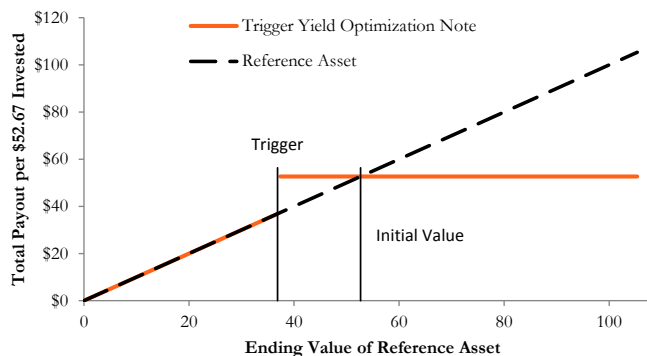 $120
$100
$80
$60
$40
$20
$0
Total Payout per $52.67 Invested
Trigger Yield Optimization Note
Reference Asset
Trigger
Initial Value
0 20 40 60 80 100
Ending Value of Reference Asset